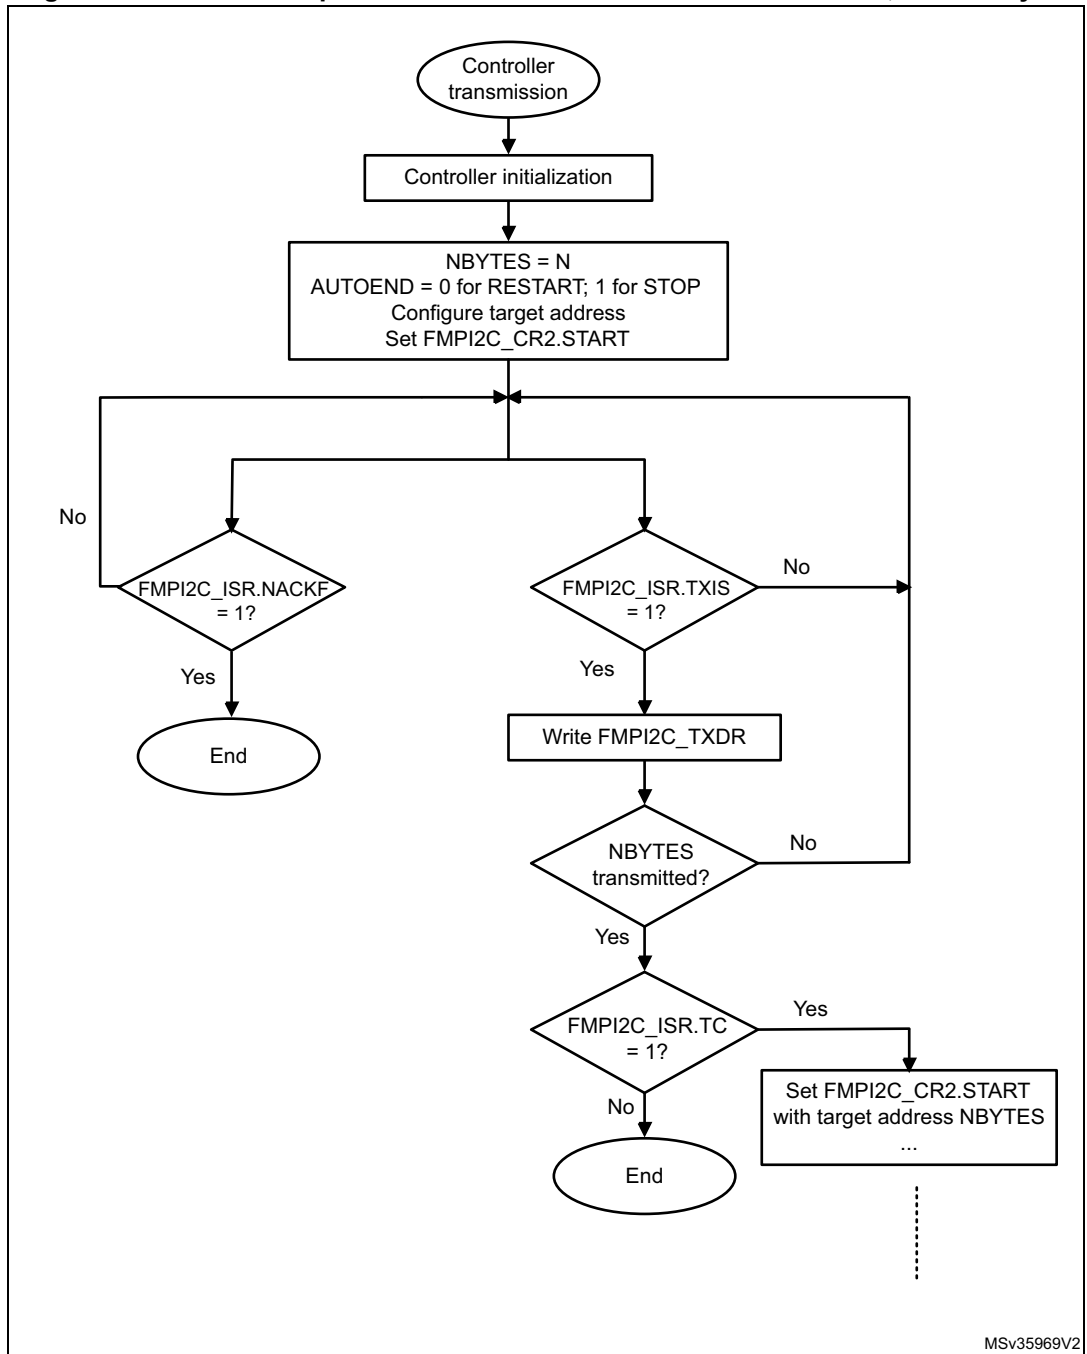 Controller
transmission
Controller initialization
NBYTES = N
AUTOEND = 0 for RESTART; 1 for STOP
Configure target address
Set FMPI2C_CR2.START
No
FMPI2C_ISR.NACKF
= 1?
Yes
End
FMPI2C_ISR.TXIS
= 1?
No
Yes
Write FMPI2C_TXDR
NBYTES
transmitted?
No
Yes
FMPI2C_ISR.TC
= 1?
Yes
Set FMPI2C_CR2.START
with target address NBYTES
...
No
End
MSv35969V2